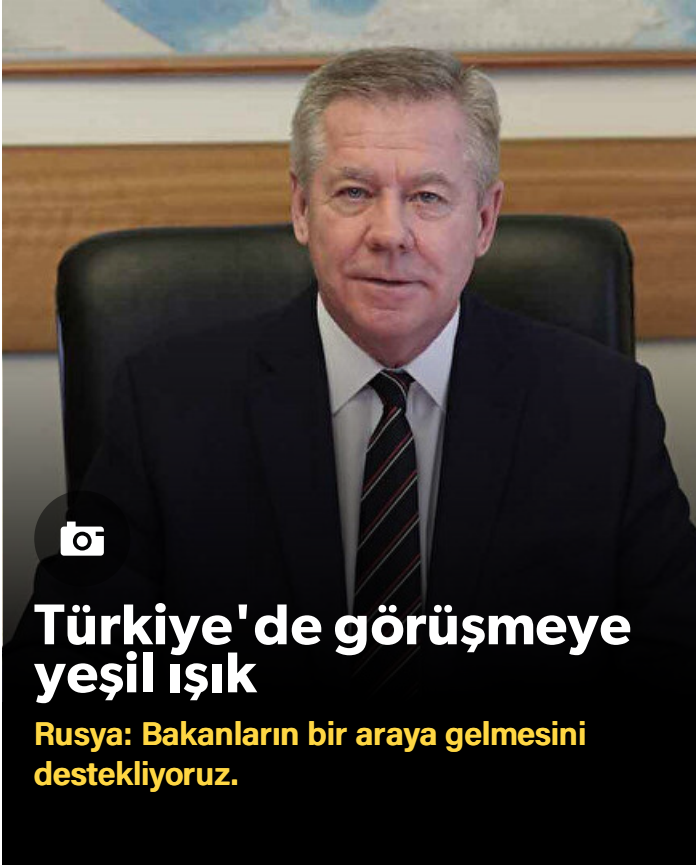 Türkiye'de görüşmeye
yeşil ışık
Rusya: Bakanların bir araya gelmesini
destekliyoruz.